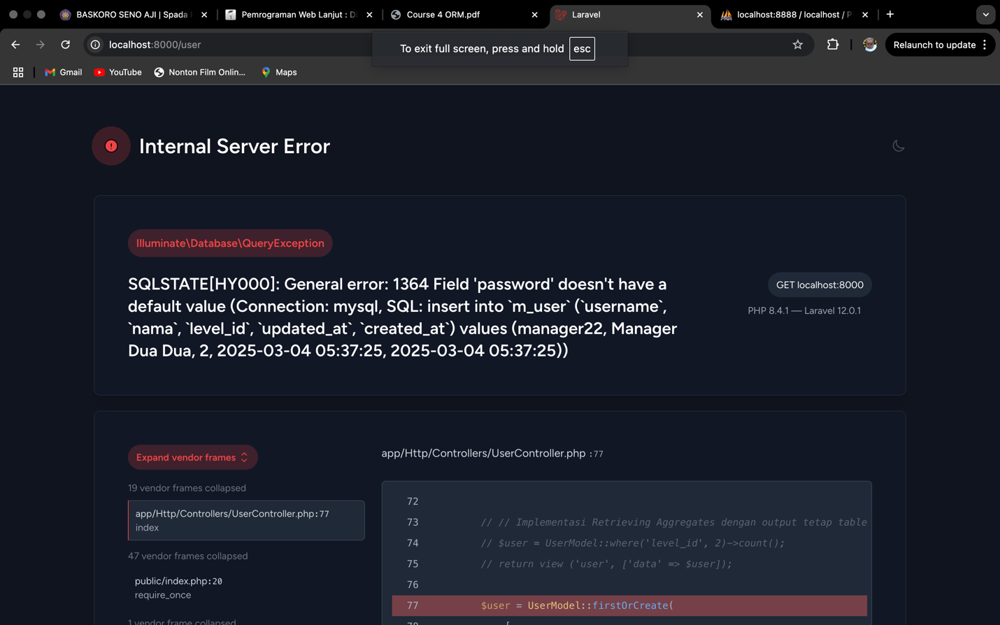 BASKORO SENO AJI | Spada
Pemrograman Web Lanjut : Di
Course 4 ORM.pdf
Laravel
localhost:8888 / localhost / P
localhost:8000/user
To exit full screen, press and hold esc
Relaunch to update
Gmail
YouTube
Nonton Film Onlin...
Maps
Internal Server Error
Illuminate\Database\QueryException
SQLSTATE[HY000]: General error: 1364 Field 'password' doesn't have a
default value (Connection: mysql, SQL: insert into `m_user` (`username`,
`nama`, `level_id`, `updated_at`, `created_at`) values (manager22, Manager
Dua Dua, 2, 2025-03-04 05:37:25, 2025-03-04 05:37:25))
GET localhost:8000
PHP 8.4.1 — Laravel 12.0.1
Expand vendor frames
19 vendor frames collapsed
app/Http/Controllers/UserController.php:77
index
47 vendor frames collapsed
public/index.php:20
require_once
1 vendor frame collapsed
app/Http/Controllers/UserController.php :77
72
73 // // Implementasi Retrieving Aggregates dengan output tetap table
74 // $user = UserModel::where('level_id', 2)->count();
75 // return view ('user', ['data' => $user]);
76
77 $user = UserModel::firstOrCreate(
78 [